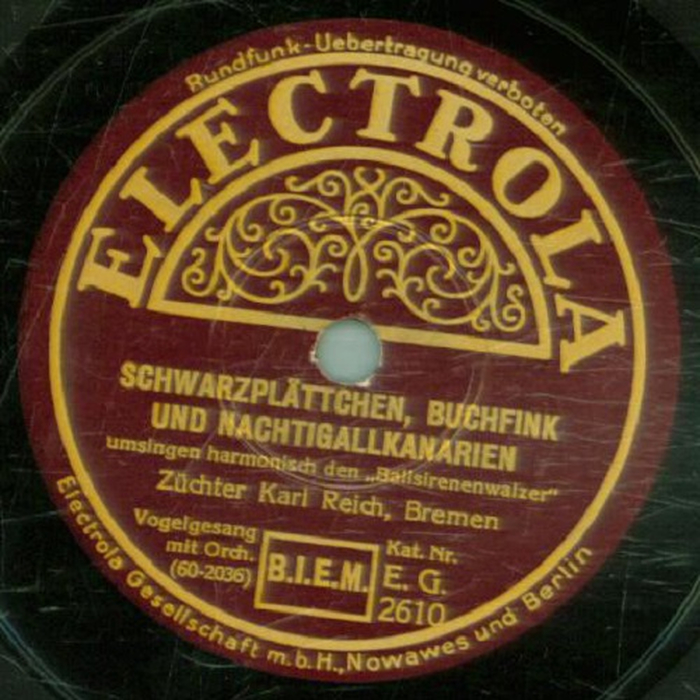 Rundfunk-Uebertragung verboten
ELECTROLA
SCHWARZPLÄTTCHEN, BUCHFINK
UND NACHTIGALLKANARIEN
umsingen harmonisch den „Ballsirenenwalzer"
Züchter Karl Reich, Bremen
Vogelgesang
mit Orch.
(60-2036)
B.I.E.M.
Kat. Nr.
E. G.
2610
Electrola Gesellschaft m.b.H., Nowawes und Berlin